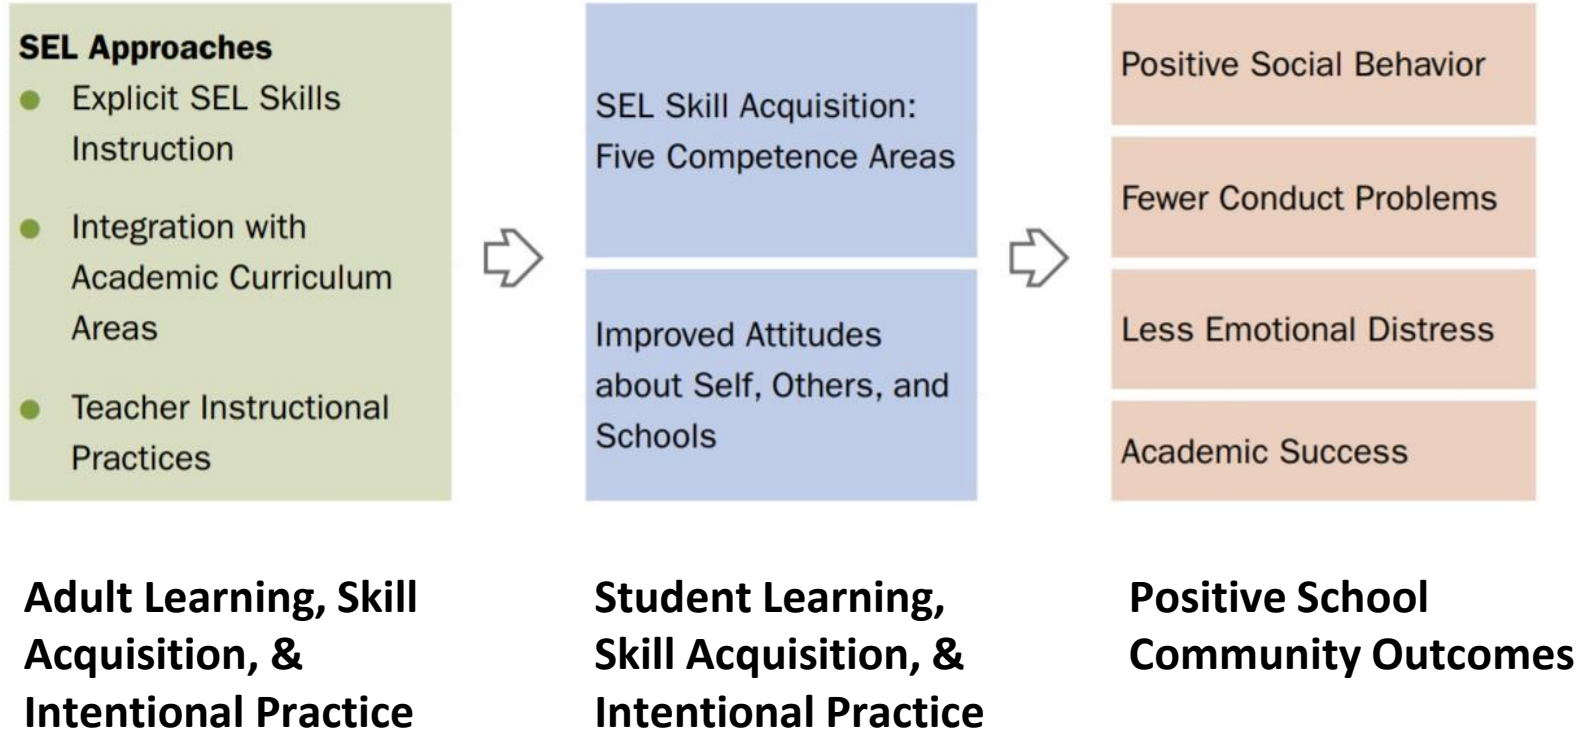 SEL Approaches
Explicit SEL Skills
Instruction
Integration with
Academic Curriculum
Areas
Teacher Instructional
Practices
SEL Skill Acquisition:
Five Competence Areas
Improved Attitudes
about Self, Others, and
Schools
Positive Social Behavior
Fewer Conduct Problems
Less Emotional Distress
Academic Success
Adult Learning, Skill
Acquisition, &
Intentional Practice
Student Learning,
Skill Acquisition, &
Intentional Practice
Positive School
Community Outcomes